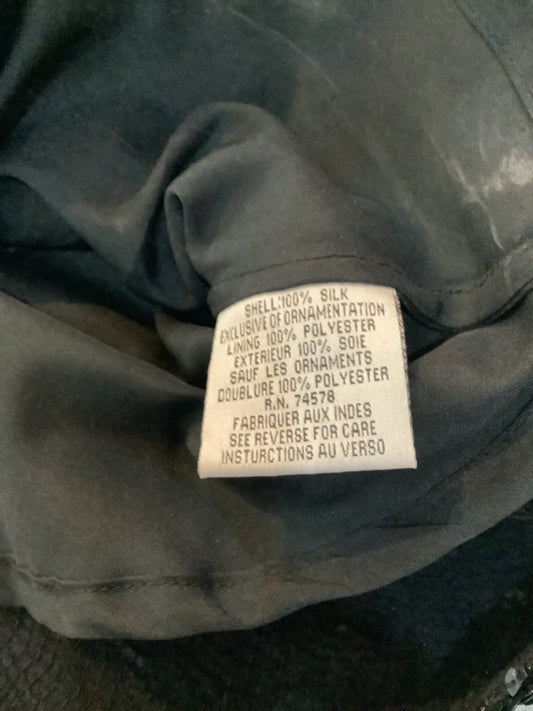 SHELL:100% SILK
EXCLUSIVE OF ORNAMENTATION
LINING 100% POLYESTER
EXTERIEUR 100% SOIE
SAUF LES ORNAMENTS
DOUBLURE 100% POLYESTER
R.N. 74578
FABRIQUER AUX INDES
SEE REVERSE FOR CARE
INSTURCTIONS AU VERSO